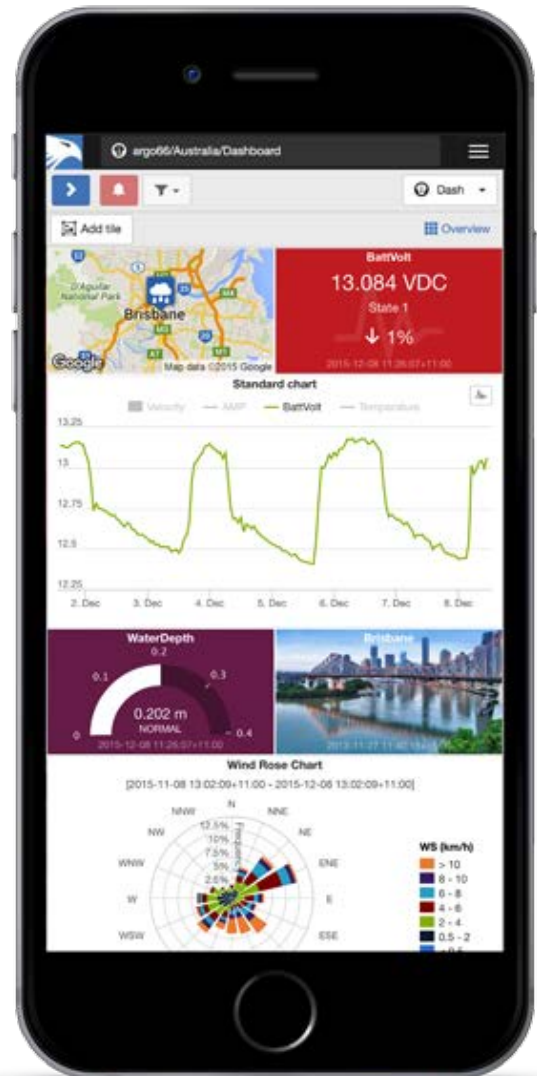 argo66/Australia/Dashboard
Dash
Add tile
Overview
D'Aguilar
National Park
Brisbane
M3
A7
M1
M4
Google
Map data ©2015 Google
BattVolt
13.084 VDC
State 1
↓ 1%
2015-12-08 11:26:07+11:00
Standard chart
Velocity
AMP
BattVolt
Temperature
13.25
13
12.75
12.5
12.25
2. Dec
3. Dec
4. Dec
5. Dec
6. Dec
7. Dec
8. Dec
WaterDepth
0.2
0.1
0.3
0
0.4
0.202 m
NORMAL
2015-12-08 11:26:07+11:00
Brisbane
Wind Rose Chart
[2015-11-08 13:02:09+11:00 - 2015-12-08 13:02:09+11:00]
N
NNW
NNE
NW
NE
WNW
ENE
W
E
WSW
ESE
12.5%
10%
7.5%
5%
2.5%
WS (km/h)
> 10
8 - 10
6 - 8
4 - 6
2 - 4
0.5 - 2